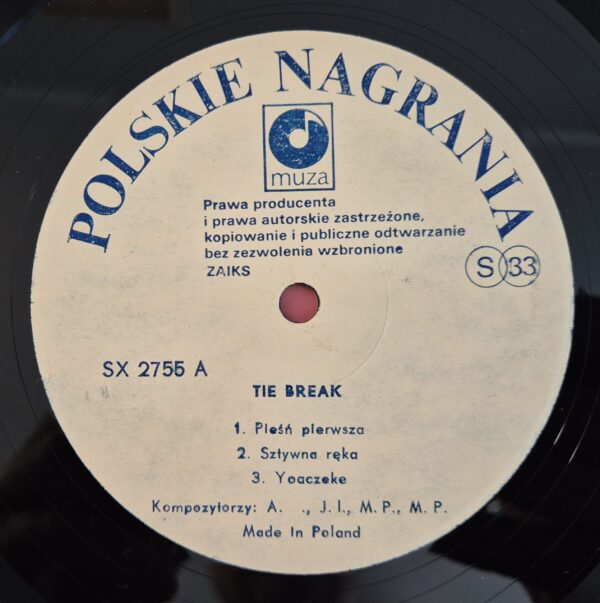 POLSKIE NAGRANIA
muza
Prawa producenta
i prawa autorskie zastrzeżone,
kopiowanie i publiczne odtwarzanie
bez zezwolenia wzbronione
ZAIKS
S 33
SX 2755 A
TIE BREAK
1. Pieśń pierwsza
2. Sztywna ręka
3. Yoaczeke
Kompozytorzy: A. ., J. I., M. P., M. P.
Made In Poland